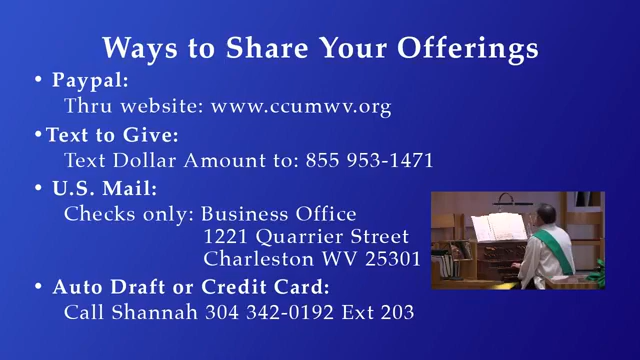 Ways to Share Your Offerings
• Paypal:
Thru website: www.ccumwv.org
•Text to Give:
Text Dollar Amount to: 855 953-1471
• U.S. Mail:
Checks only: Business Office
1221 Quarrier Street
Charleston WV 25301
• Auto Draft or Credit Card:
Call Shannah 304 342-0192 Ext 203